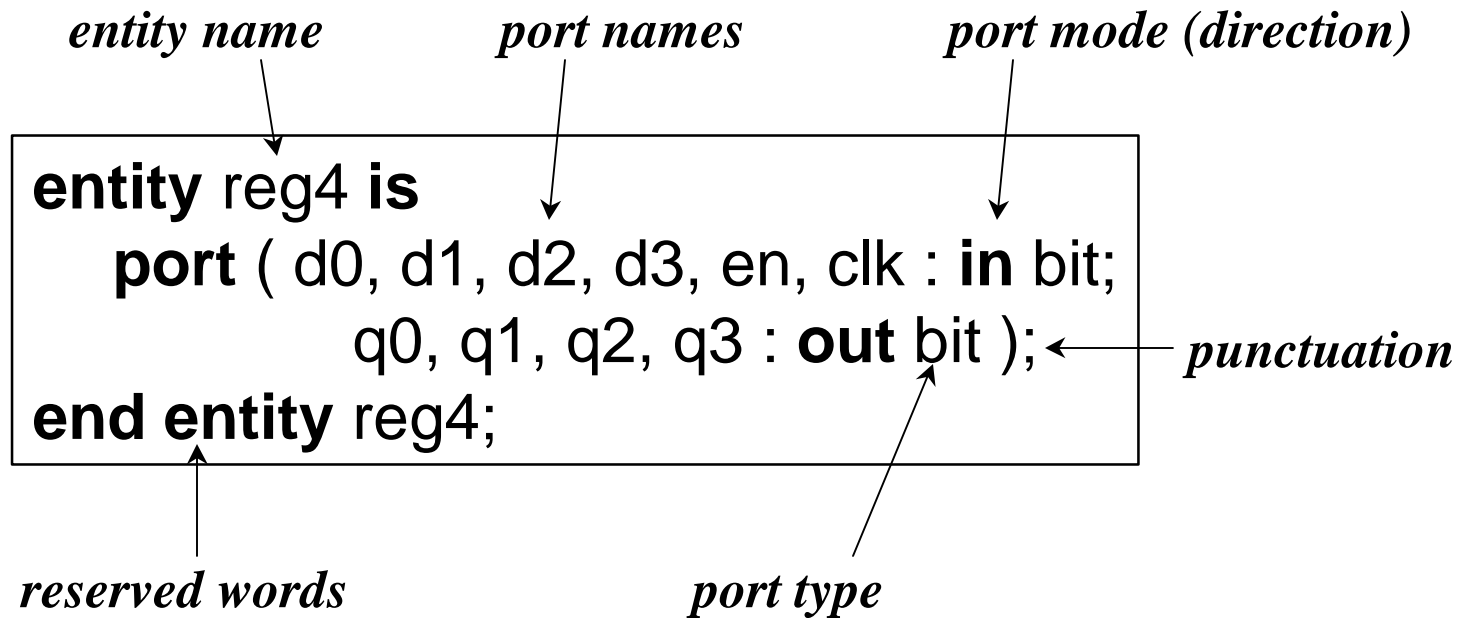 entity name
port names
port mode (direction)
entity reg4 is
port ( d0, d1, d2, d3, en, clk : in bit;
q0, q1, q2, q3 : out bit );
punctuation
end entity reg4;
reserved words
port type